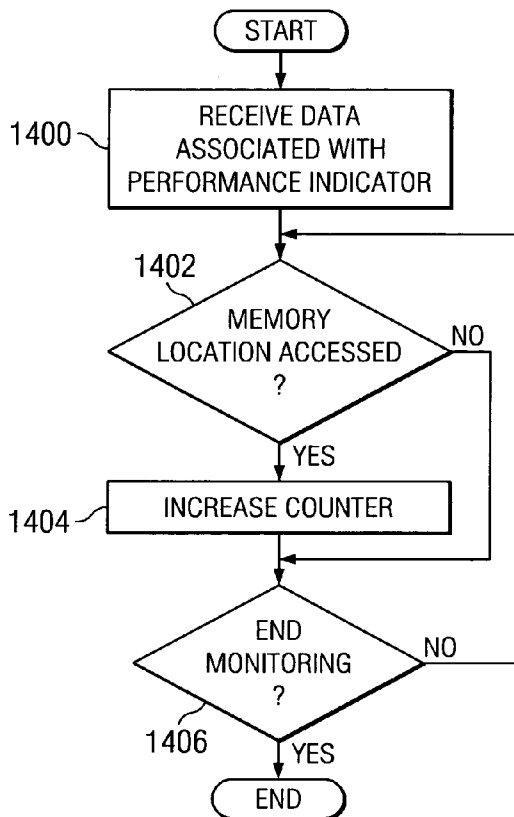 START
1400
RECEIVE DATA
ASSOCIATED WITH
PERFORMANCE INDICATOR
1402
MEMORY
LOCATION ACCESSED
?
NO
YES
1404
INCREASE COUNTER
END
MONITORING
?
NO
1406
YES
END